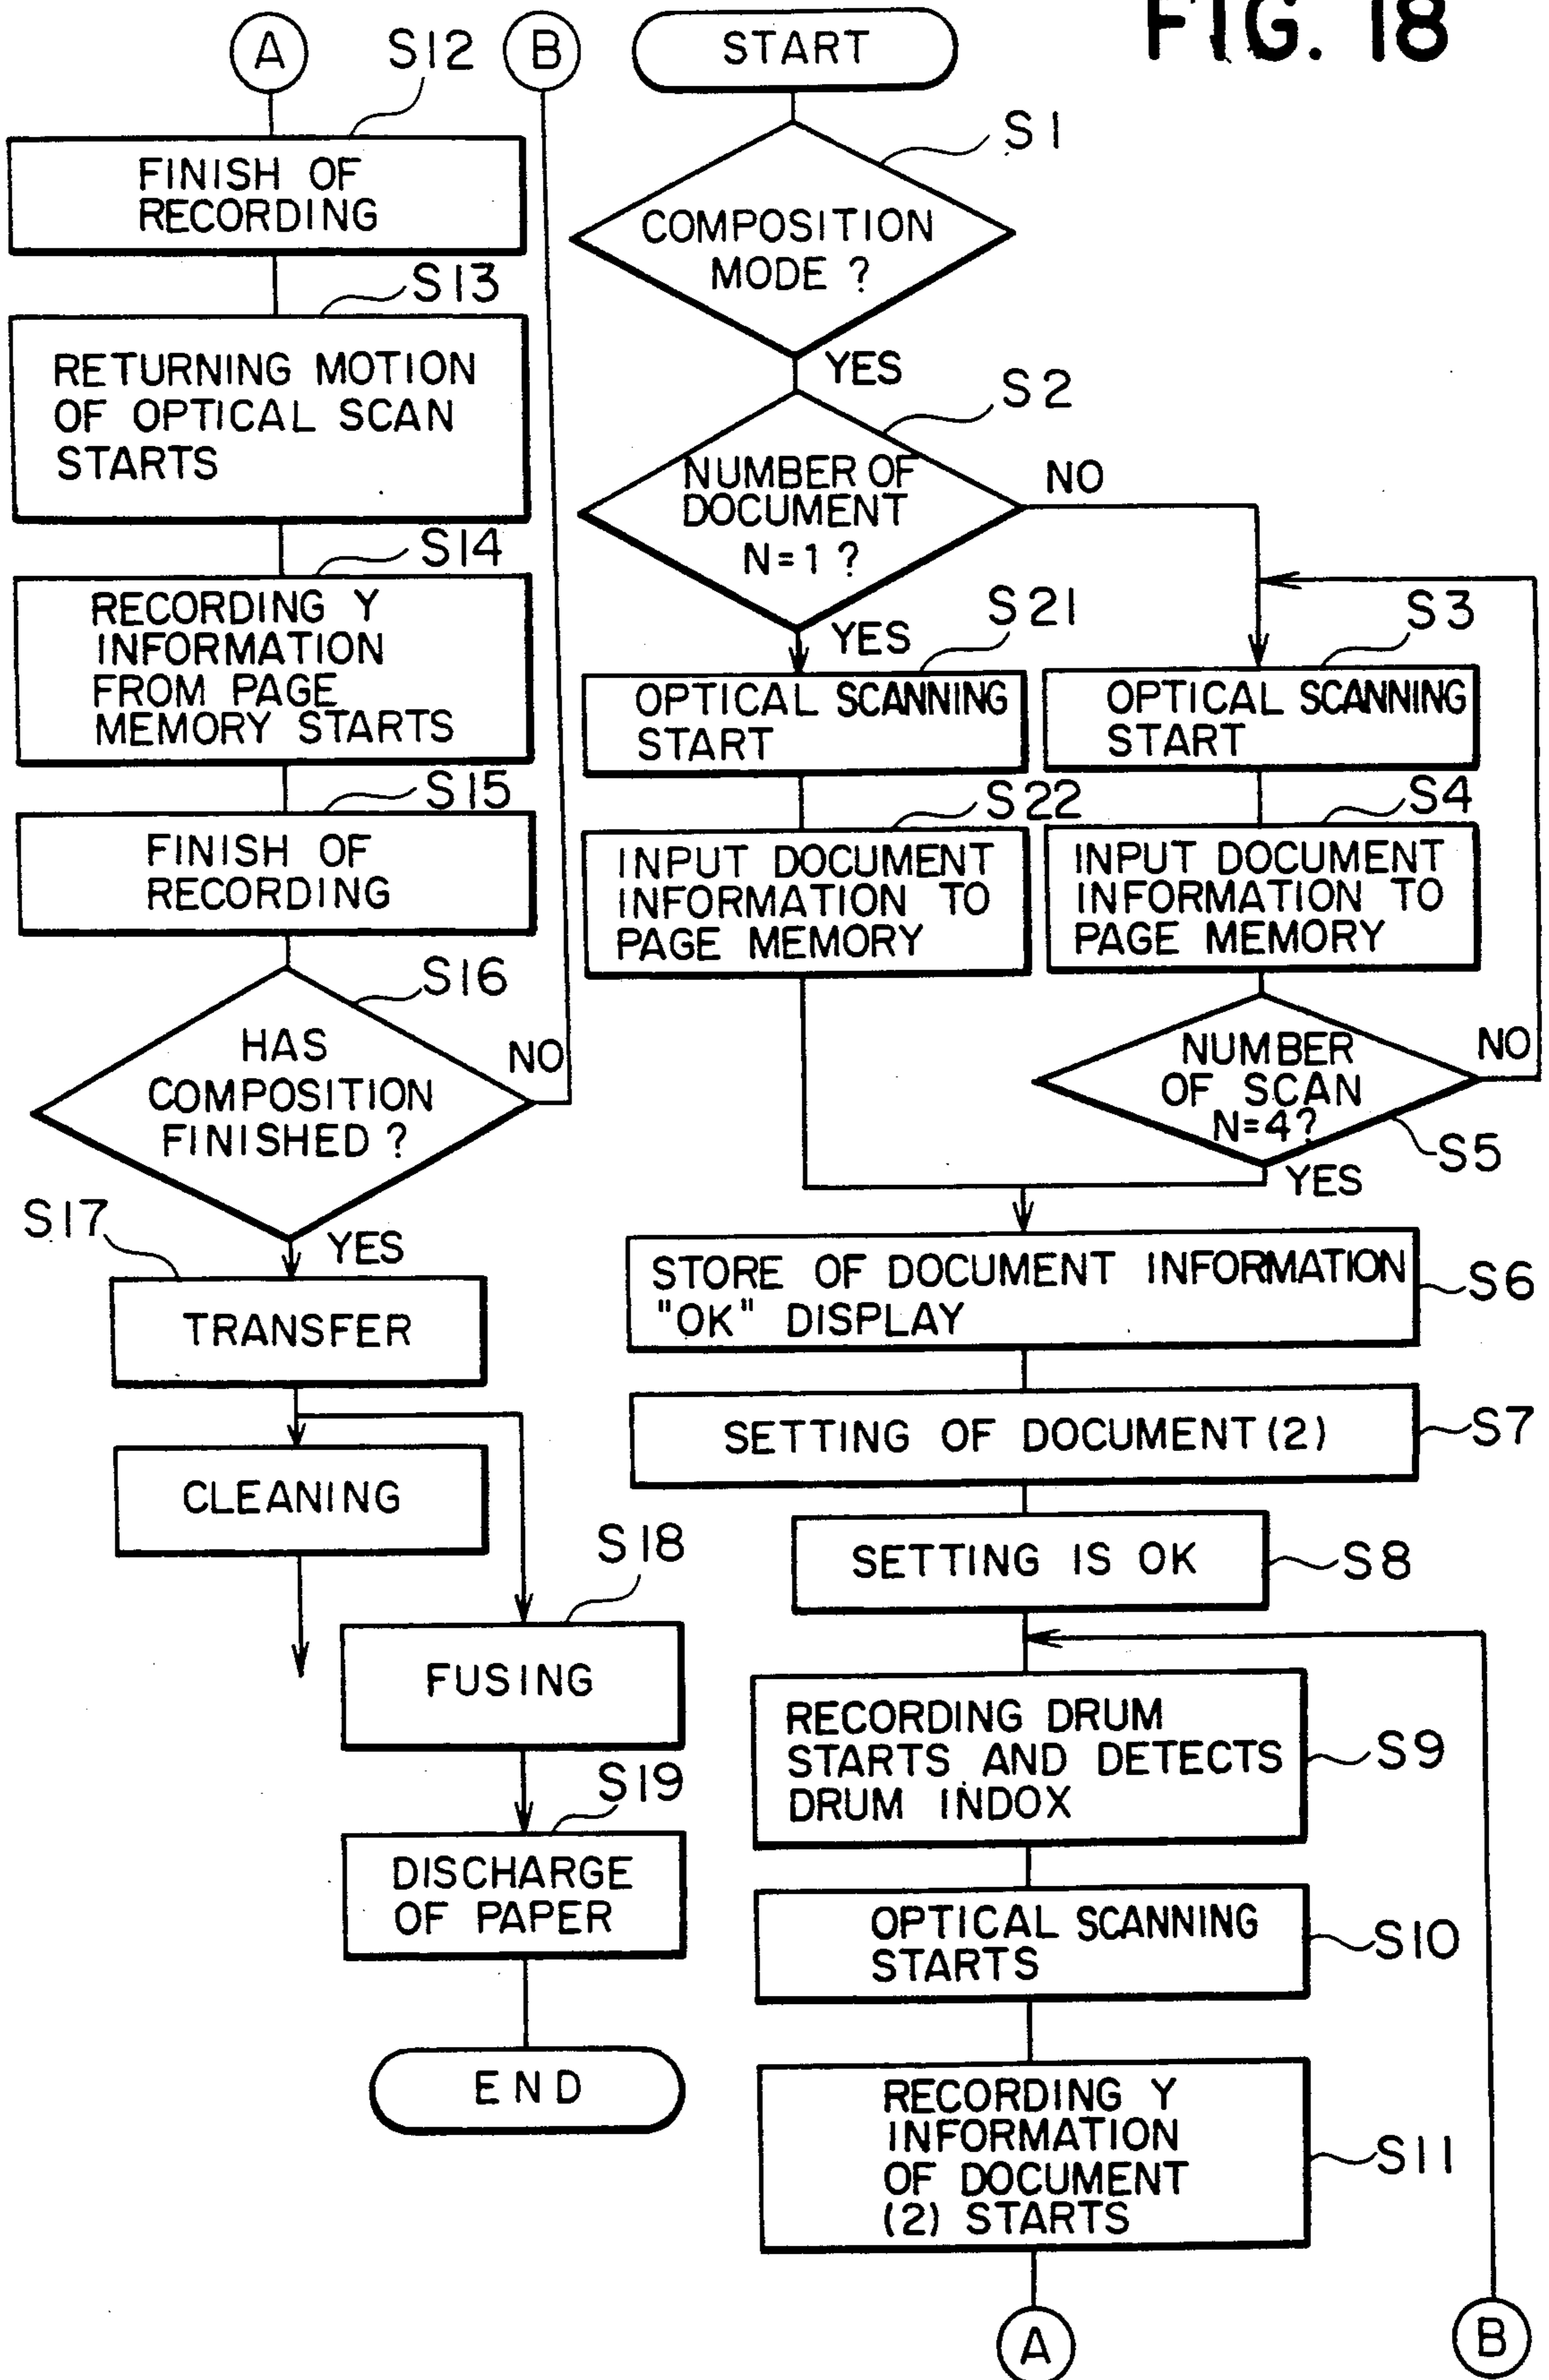 FIG. 18
START
S1
COMPOSITION
MODE ?
YES
S2
NUMBER OF
DOCUMENT
N=1 ?
NO
YES
S21
OPTICAL SCANNING
START
S22
INPUT DOCUMENT
INFORMATION TO
PAGE MEMORY
S3
OPTICAL SCANNING
START
S4
INPUT DOCUMENT
INFORMATION TO
PAGE MEMORY
NUMBER
OF SCAN
N=4?
NO
S5
YES
STORE OF DOCUMENT INFORMATION
"OK" DISPLAY
S6
SETTING OF DOCUMENT (2)
S7
SETTING IS OK
S8
RECORDING DRUM
STARTS AND DETECTS
DRUM INDOX
S9
OPTICAL SCANNING
STARTS
S10
RECORDING Y
INFORMATION
OF DOCUMENT
(2) STARTS
S11
A
B
A
S12
B
FINISH OF
RECORDING
S13
RETURNING MOTION
OF OPTICAL SCAN
STARTS
S14
RECORDING Y
INFORMATION
FROM PAGE
MEMORY STARTS
S15
FINISH OF
RECORDING
S16
HAS
COMPOSITION
FINISHED ?
NO
S17
YES
TRANSFER
CLEANING
S18
FUSING
S19
DISCHARGE
OF PAPER
END